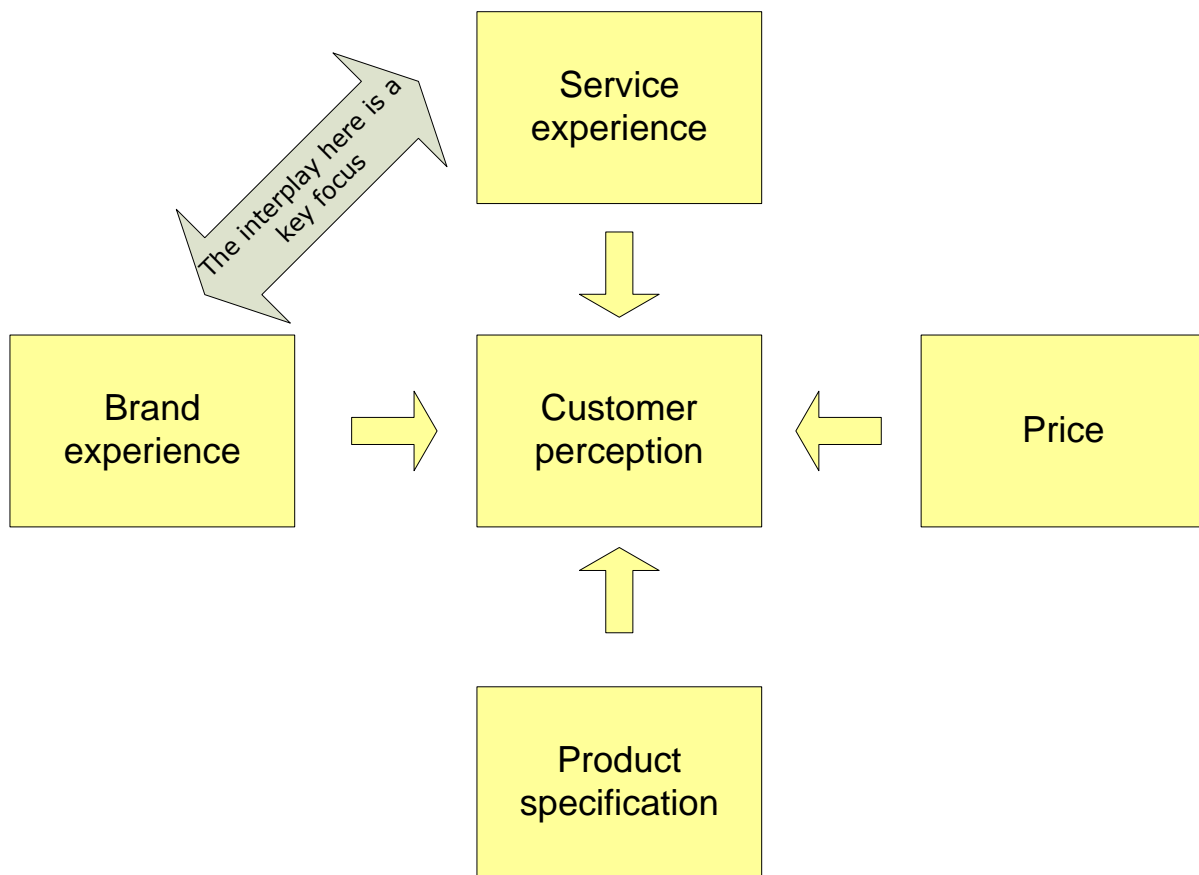 Service
experience
The interplay here is a
key focus
Brand
experience
Customer
perception
Price
Product
specification